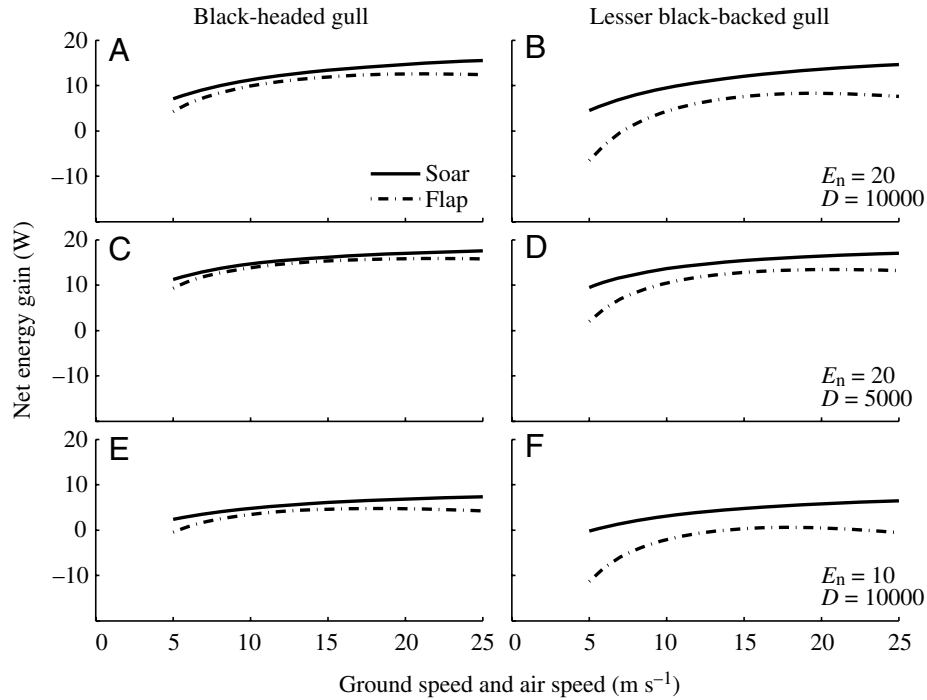 Black-headed gull
Lesser black-backed gull
A
B
20
10
0
–10
Soar
Flap
Eₙ = 20
D = 10000
C
D
20
10
0
–10
Eₙ = 20
D = 5000
E
F
20
10
0
–10
Eₙ = 10
D = 10000
0 5 10 15 20 25
0 5 10 15 20 25
Net energy gain (W)
Ground speed and air speed (m s⁻¹)